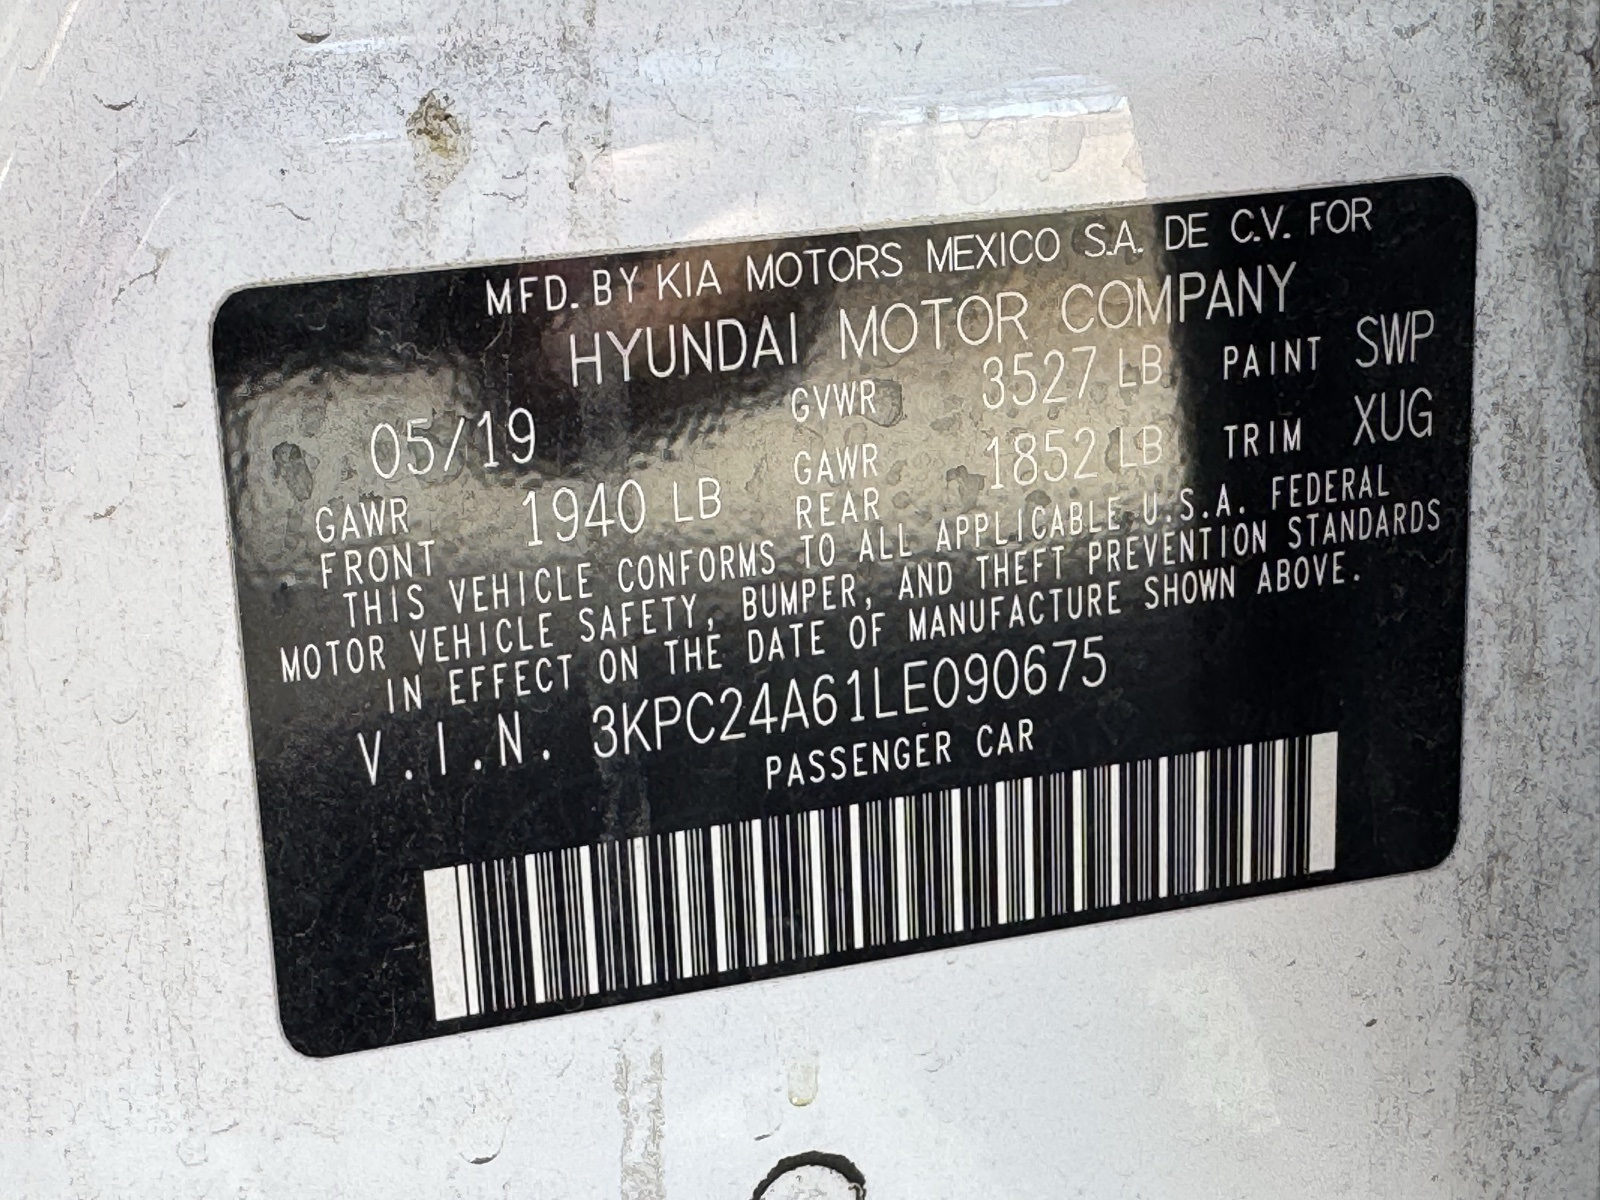 MFD. BY KIA MOTORS MEXICO S.A. DE C.V. FOR
HYUNDAI MOTOR COMPANY
05/19 GVWR 3527 LB PAINT SWP
GAWR FRONT 1940 LB GAWR REAR 1852 LB TRIM XUG
THIS VEHICLE CONFORMS TO ALL APPLICABLE U.S.A. FEDERAL
MOTOR VEHICLE SAFETY, BUMPER, AND THEFT PREVENTION STANDARDS
IN EFFECT ON THE DATE OF MANUFACTURE SHOWN ABOVE.
V.I.N. 3KPC24A61LE090675
PASSENGER CAR